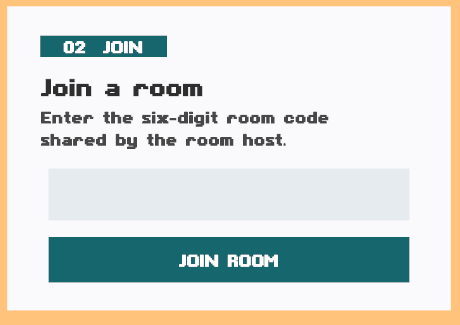 02 JOIN
Join a room
Enter the six-digit room code
shared by the room host.
JOIN ROOM